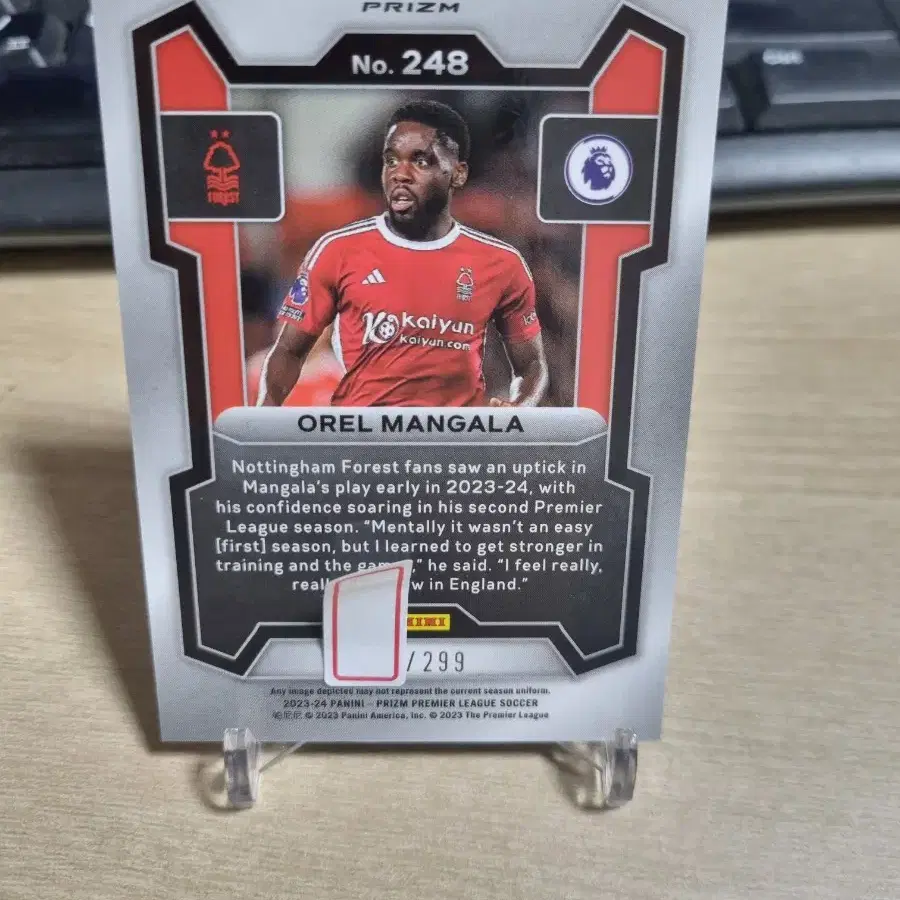 PRIZM
No. 248
FOREST
Kaiyun
kaiyun.com
OREL MANGALA
Nottingham Forest fans saw an uptick in
Mangala's play early in 2023-24, with
his confidence soaring in his second Premier
League season. "Mentally it wasn't an easy
[first] season, but I learned to get stronger in
training and the " he said. "I feel really,
in England."
/299
Any image depicted may not represent the current season uniform.
2023-24 PANINI – PRIZM PREMIER LEAGUE SOCCER
© 2023 Panini America, Inc. © 2023 The Premier League